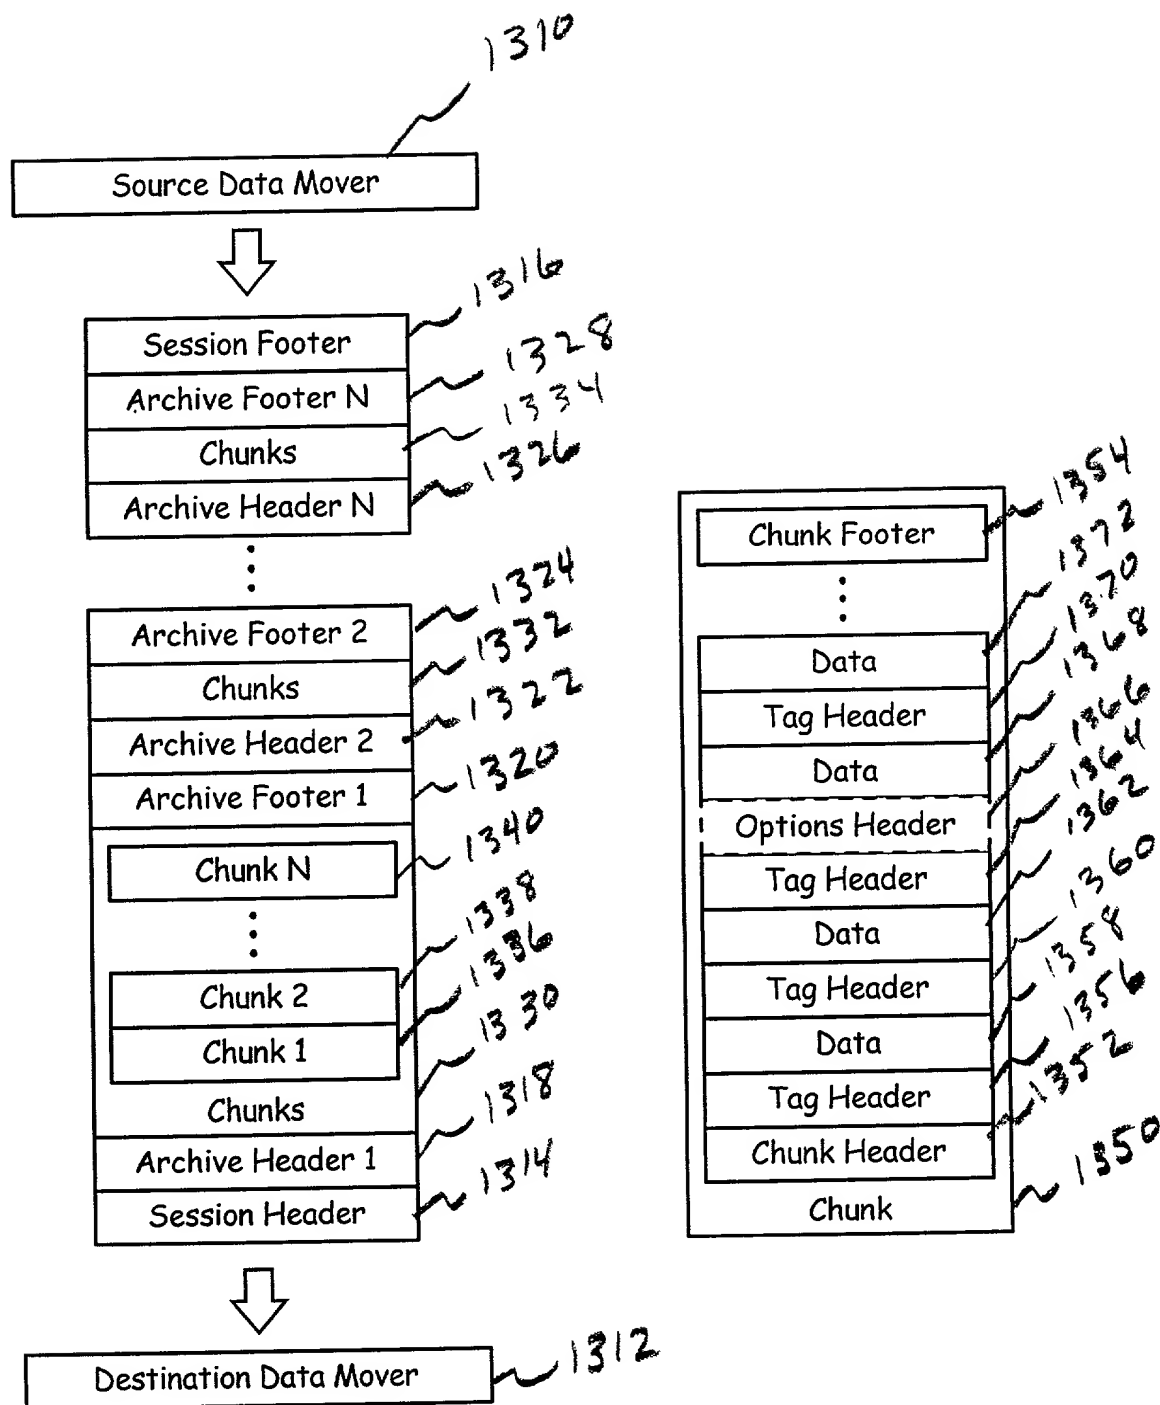 1310
Source Data Mover
1316
Session Footer
1328
Archive Footer N
1334
Chunks
1326
Archive Header N
1324
Archive Footer 2
1332
Chunks
1322
Archive Header 2
1320
Archive Footer 1
1340
Chunk N
1338
1336
Chunk 2
Chunk 1
1330
Chunks
1318
Archive Header 1
1314
Session Header
1312
Destination Data Mover
1354
Chunk Footer
1372
1370
Data
1368
Tag Header
1366
Data
1364
Options Header
1362
Tag Header
1360
Data
1358
Tag Header
1356
Data
1352
Tag Header
Chunk Header
1350
Chunk